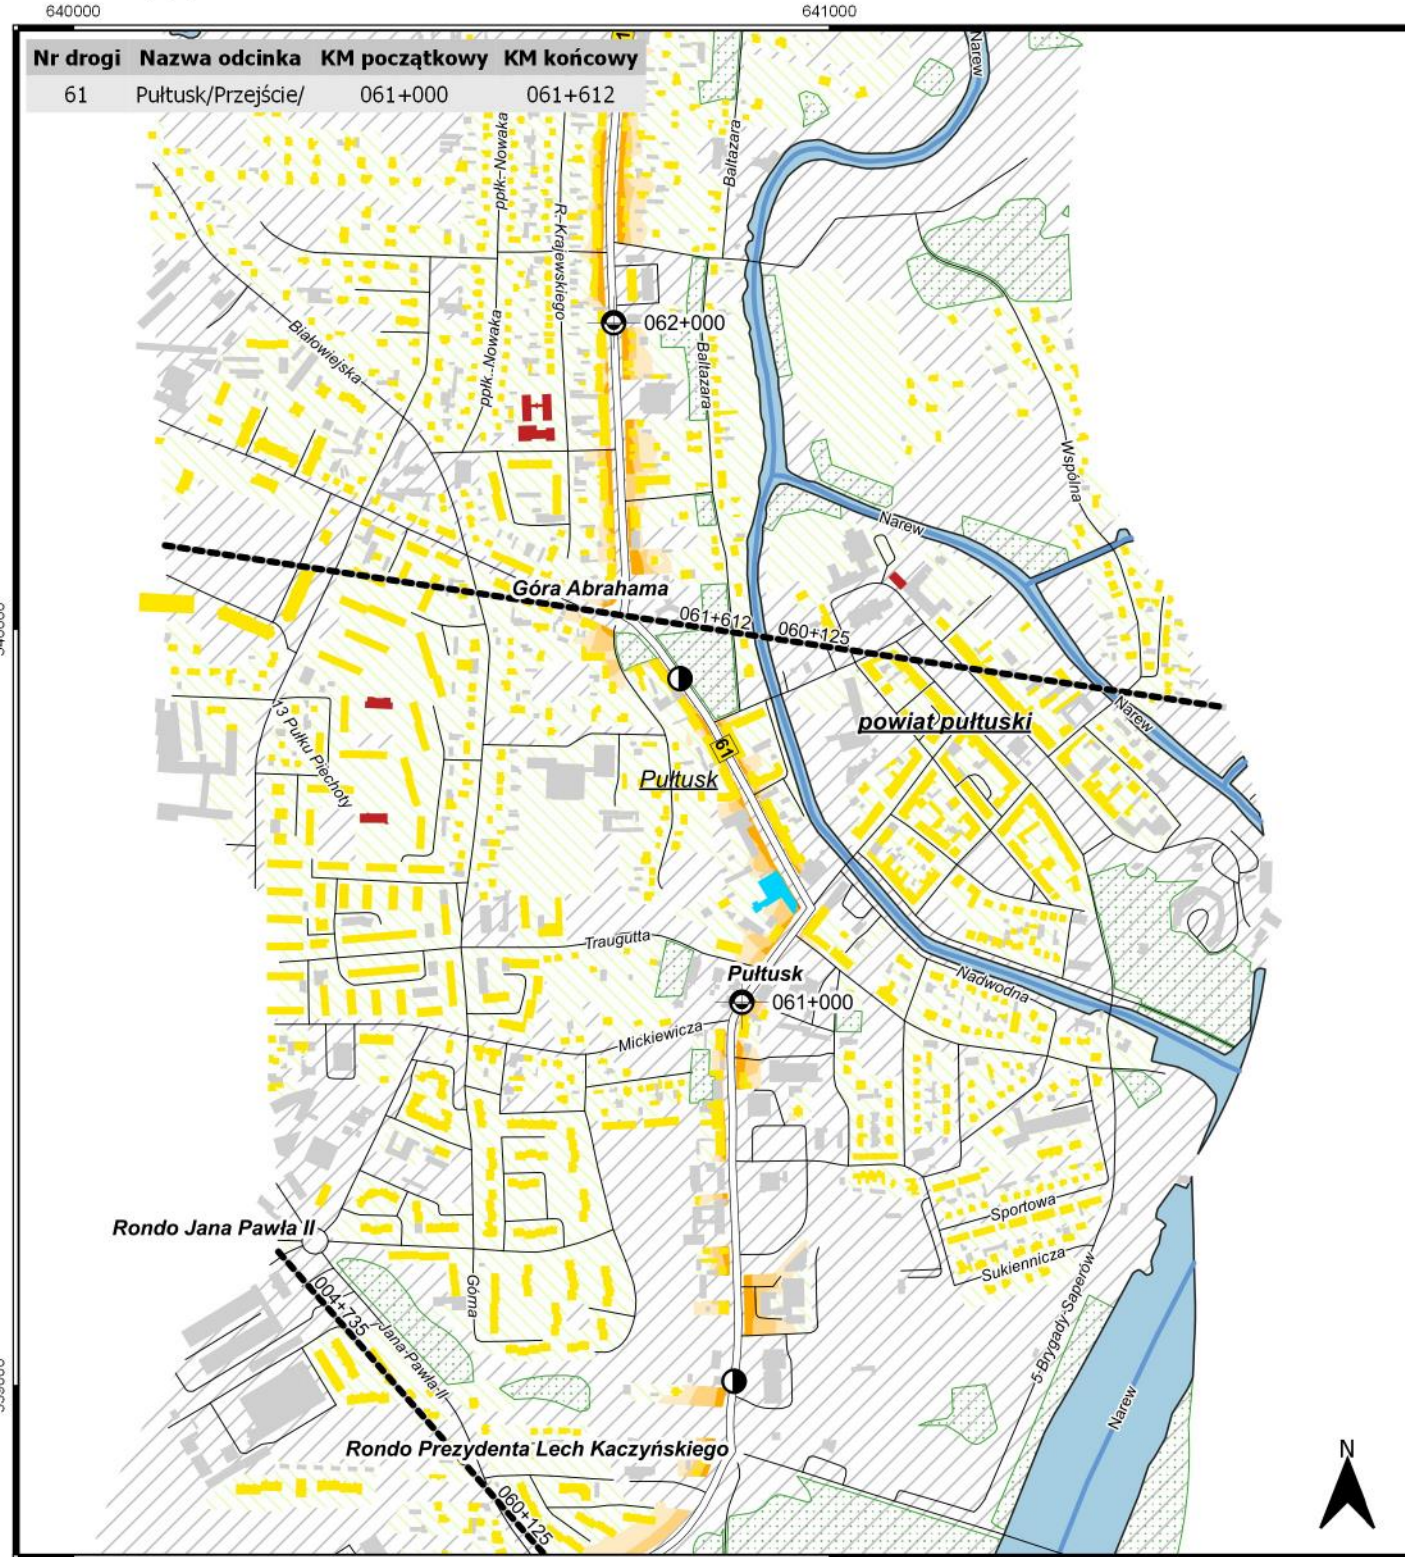 640000 641000
Nr drogi Nazwa odcinka KM początkowy KM końcowy
61 Pułtusk/Przejście/ 061+000 061+612
Narew
Baltazara
ppłk. Nowaka
R. Krajewskiego
062+000
Białowiejska
ppłk. Nowaka
Baltazara
Wspólna
Narew
Góra Abrahama
061+612 060+125
13 Pułku Piechoty
powiat pułtuski
Narew
61
Pułtusk
Traugutta
Pułtusk
Nadwodna
061+000
Mickiewicza
Sportowa
Rondo Jana Pawła II
Sukiennicza
004+735
Górna
5 Brygady Saperów
Jana Pawła II
Narew
Rondo Prezydenta Lech Kaczyńskiego
N
060+125